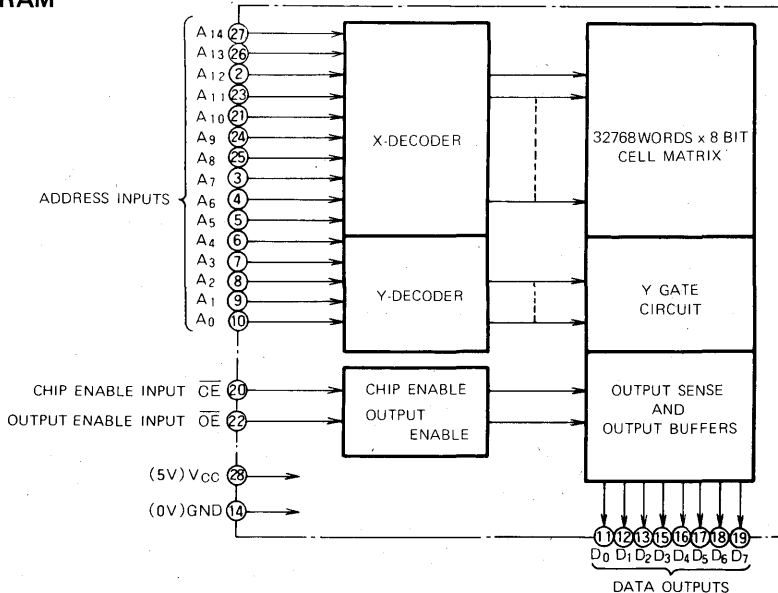 RAM
A14 27
A13 26
A12 2
A11 23
A10 21
A9 24
A8 25
A7 3
A6 4
A5 5
A4 6
A3 7
A2 8
A1 9
A0 10
ADDRESS INPUTS
X-DECODER
Y-DECODER
32768 WORDS x 8 BIT
CELL MATRIX
Y GATE
CIRCUIT
CHIP ENABLE INPUT C̅E̅ 20
OUTPUT ENABLE INPUT O̅E̅ 22
CHIP ENABLE
OUTPUT
ENABLE
OUTPUT SENSE
AND
OUTPUT BUFFERS
(5V) VCC 28
(0V) GND 14
11 12 13 15 16 17 18 19
D0 D1 D2 D3 D4 D5 D6 D7
DATA OUTPUTS